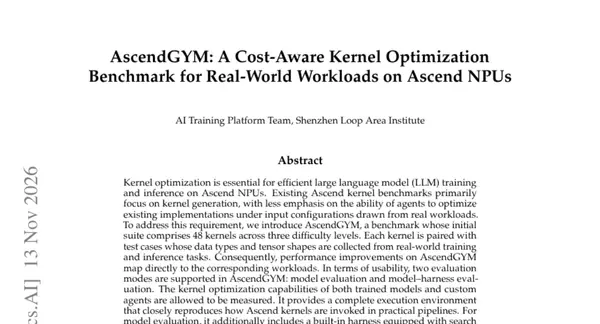 AscendGYM: A Cost-Aware Kernel Optimization
Benchmark for Real-World Workloads on Ascend NPUs
AI Training Platform Team, Shenzhen Loop Area Institute
Abstract
Kernel optimization is essential for efficient large language model (LLM) training
and inference on Ascend NPUs. Existing Ascend kernel benchmarks primarily
focus on kernel generation, with less emphasis on the ability of agents to optimize
existing implementations under input configurations drawn from real workloads.
To address this requirement, we introduce AscendGYM, a benchmark whose initial
suite comprises 48 kernels across three difficulty levels. Each kernel is paired with
test cases whose data types and tensor shapes are collected from real-world training
and inference tasks. Consequently, performance improvements on AscendGYM
map directly to the corresponding workloads. In terms of usability, two evaluation
modes are supported in AscendGYM: model evaluation and model–harness eval-
uation. The kernel optimization capabilities of both trained models and custom
agents are allowed to be measured. It provides a complete execution environment
that closely reproduces how Ascend kernels are invoked in practical pipelines. For
model evaluation, it additionally includes a built-in harness equipped with search
cs.AI] 13 Nov 2026